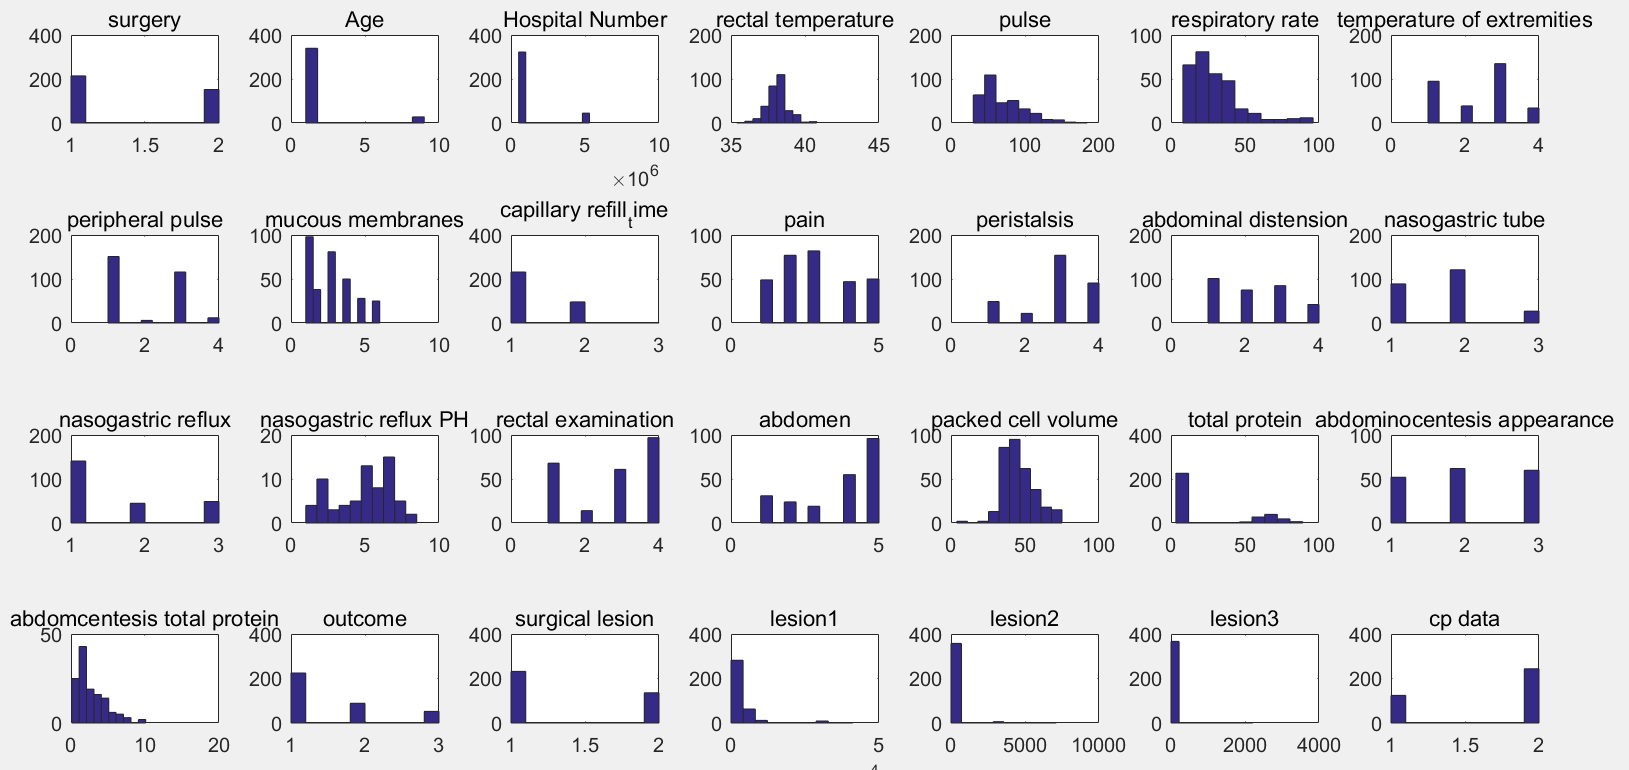 surgery Age Hospital Number rectal temperature pulse respiratory rate temperature of extremities
400 400 400 200 200 100 200
200 200 200 100 100 50 100
0 0 0 0 0 0 0
1 1.5 2 0 5 10 0 5 10 35 40 45 0 100 200 0 50 100 0 2 4
×10^6
peripheral pulse mucous membranes capillary refill_time pain peristalsis abdominal distension nasogastric tube
200 100 400 100 200 200 200
100 50 200 50 100 100 100
0 0 0 0 0 0 0
0 2 4 0 5 10 1 2 3 0 5 0 2 4 0 2 4 1 2 3
nasogastric reflux nasogastric reflux PH rectal examination abdomen packed cell volume total protein abdominocentesis appearance
200 20 100 100 100 400 100
100 10 50 50 50 200 50
0 0 0 0 0 0 0
1 2 3 0 5 10 0 2 4 0 5 0 50 100 0 50 100 1 2 3
abdomcentesis total protein outcome surgical lesion lesion1 lesion2 lesion3 cp data
50 400 400 400 400 400 400
200 200 200 200 200 200
0 0 0 0 0 0 0
0 10 20 1 2 3 1 1.5 2 0 5 0 5000 10000 0 2000 4000 1 1.5 2